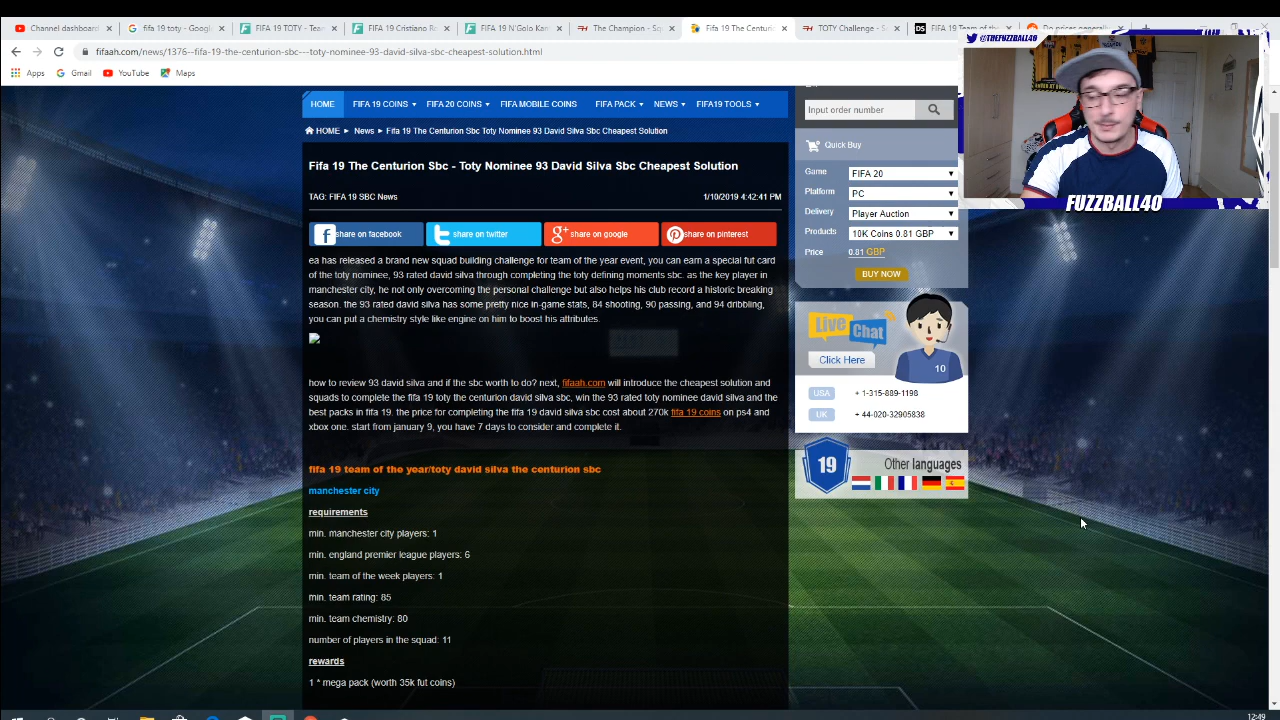 Channel dashboard
fifa 19 toty - Googl
FIFA 19 TOTY - Team
FIFA 19 Cristiano R
FIFA 19 N'Golo Kan
The Champion - Sp
Fifa 19 The Centuri
TOTY Challenge - S
FIFA 19 Team of the
Do prices generally
fifaah.com/news/1376--fifa-19-the-centur
cheapest-solution.html
@THEFUZZBALL40
Apps
Gmail
YouTube
Maps
HOME
FIFA 19 COINS
FIFA 20 COINS
FIFA MOBILE COINS
FIFA PACK
NEWS
FIFA19 TOOLS
HOME ► News ► Fifa 19 The Centurion Sbc Toty Nominee 93 David Silva Sbc Cheapest Solution
Fifa 19 The Centurion Sbc - Toty Nominee 93 David Silva Sbc Cheapest Solution
TAG: FIFA 19 SBC News
1/10/2019 4:42:41 PM
share on facebook
share on twitter
share on google
share on pinterest
ea has released a brand new squad building challenge for team of the year event, you can earn a special fut card
of the toty nominee, 93 rated david silva through completing the toty defining moments sbc. as the key player in
manchester city, he not only overcoming the personal challenge but also helps his club record a historic breaking
season. the 93 rated david silva has some pretty nice in-game stats, 84 shooting, 90 passing, and 94 dribbling,
you can put a chemistry style like engine on him to boost his attributes.
how to review 93 david silva and if the sbc worth to do? next, fifaah.com will introduce the cheapest solution and
squads to complete the fifa 19 toty the centurion david silva sbc, win the 93 rated toty nominee david silva and the
best packs in fifa 19. the price for completing the fifa 19 david silva sbc cost about 270k fifa 19 coins on ps4 and
xbox one. start from january 9, you have 7 days to consider and complete it.
fifa 19 team of the year/toty david silva the centurion sbc
manchester city
requirements
min. manchester city players: 1
min. england premier league players: 6
min. team of the week players: 1
min. team rating: 85
min. team chemistry: 80
number of players in the squad: 11
rewards
1 * mega pack (worth 35k fut coins)
Input order number
Quick Buy
Game
FIFA 20
Platform
PC
Delivery
Player Auction
Products
10K Coins 0.81 GBP
Price
0.81 GBP
BUY NOW
Live Chat
Click Here
10
USA
+ 1-315-889-1198
UK
+ 44-020-32905838
19
Other languages
FUZZBALL40
12:49